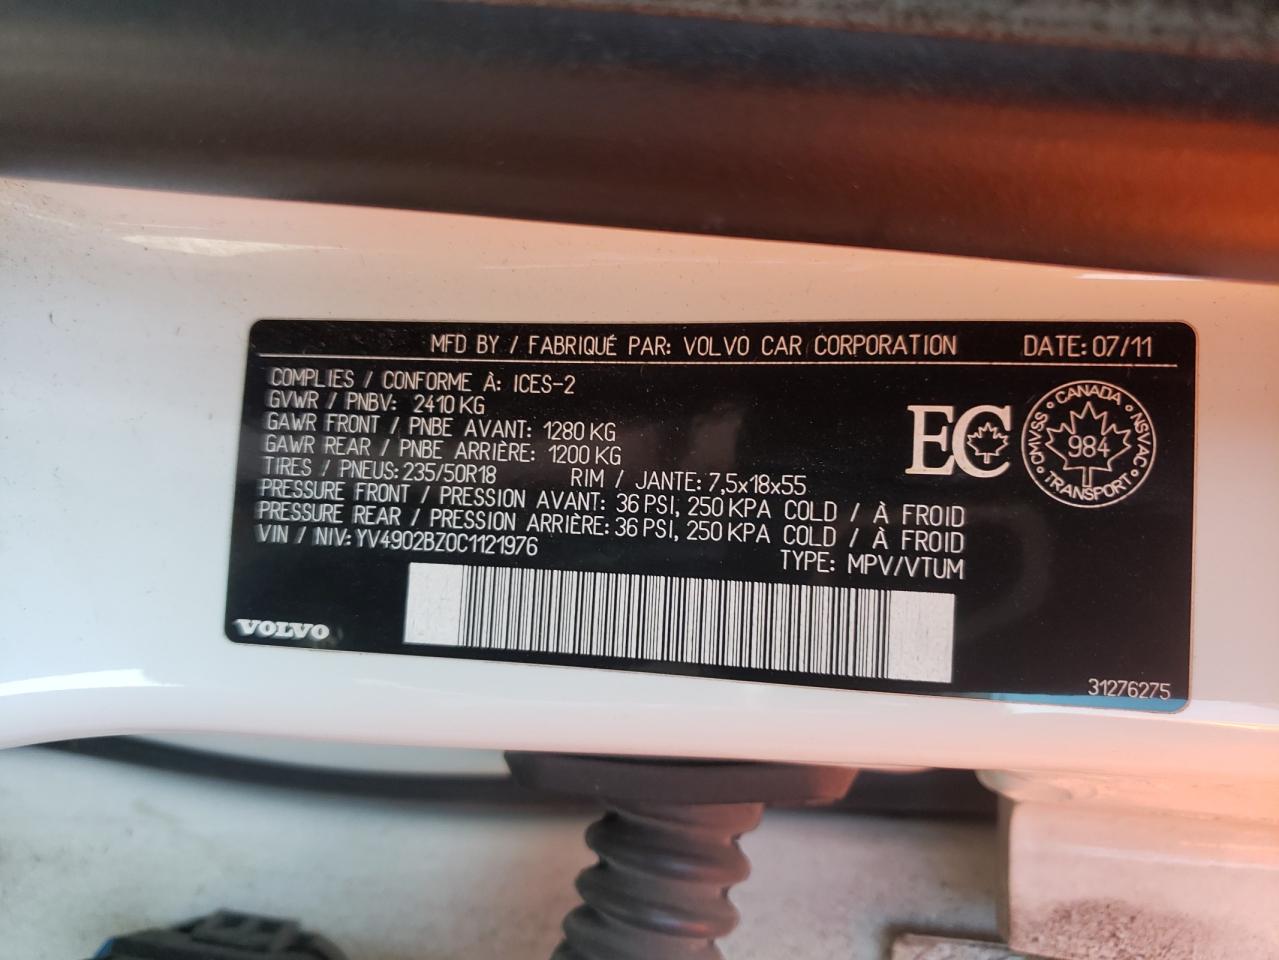 MFD BY / FABRIQUÉ PAR: VOLVO CAR CORPORATION DATE: 07/11
COMPLIES / CONFORME À: ICES-2
GVWR / PNBV: 2410 KG
GAWR FRONT / PNBE AVANT: 1280 KG
GAWR REAR / PNBE ARRIÈRE: 1200 KG
TIRES / PNEUS: 235/50R18 RIM / JANTE: 7,5x18x55
PRESSURE FRONT / PRESSION AVANT: 36 PSI, 250 KPA COLD / À FROID
PRESSURE REAR / PRESSION ARRIÈRE: 36 PSI, 250 KPA COLD / À FROID
VIN / NIV: YV4902BZ0C1121976 TYPE: MPV/VTUM
EC
CANADA • NSVAC • TRANSPORT • SSMVAC
984
VOLVO
31276275